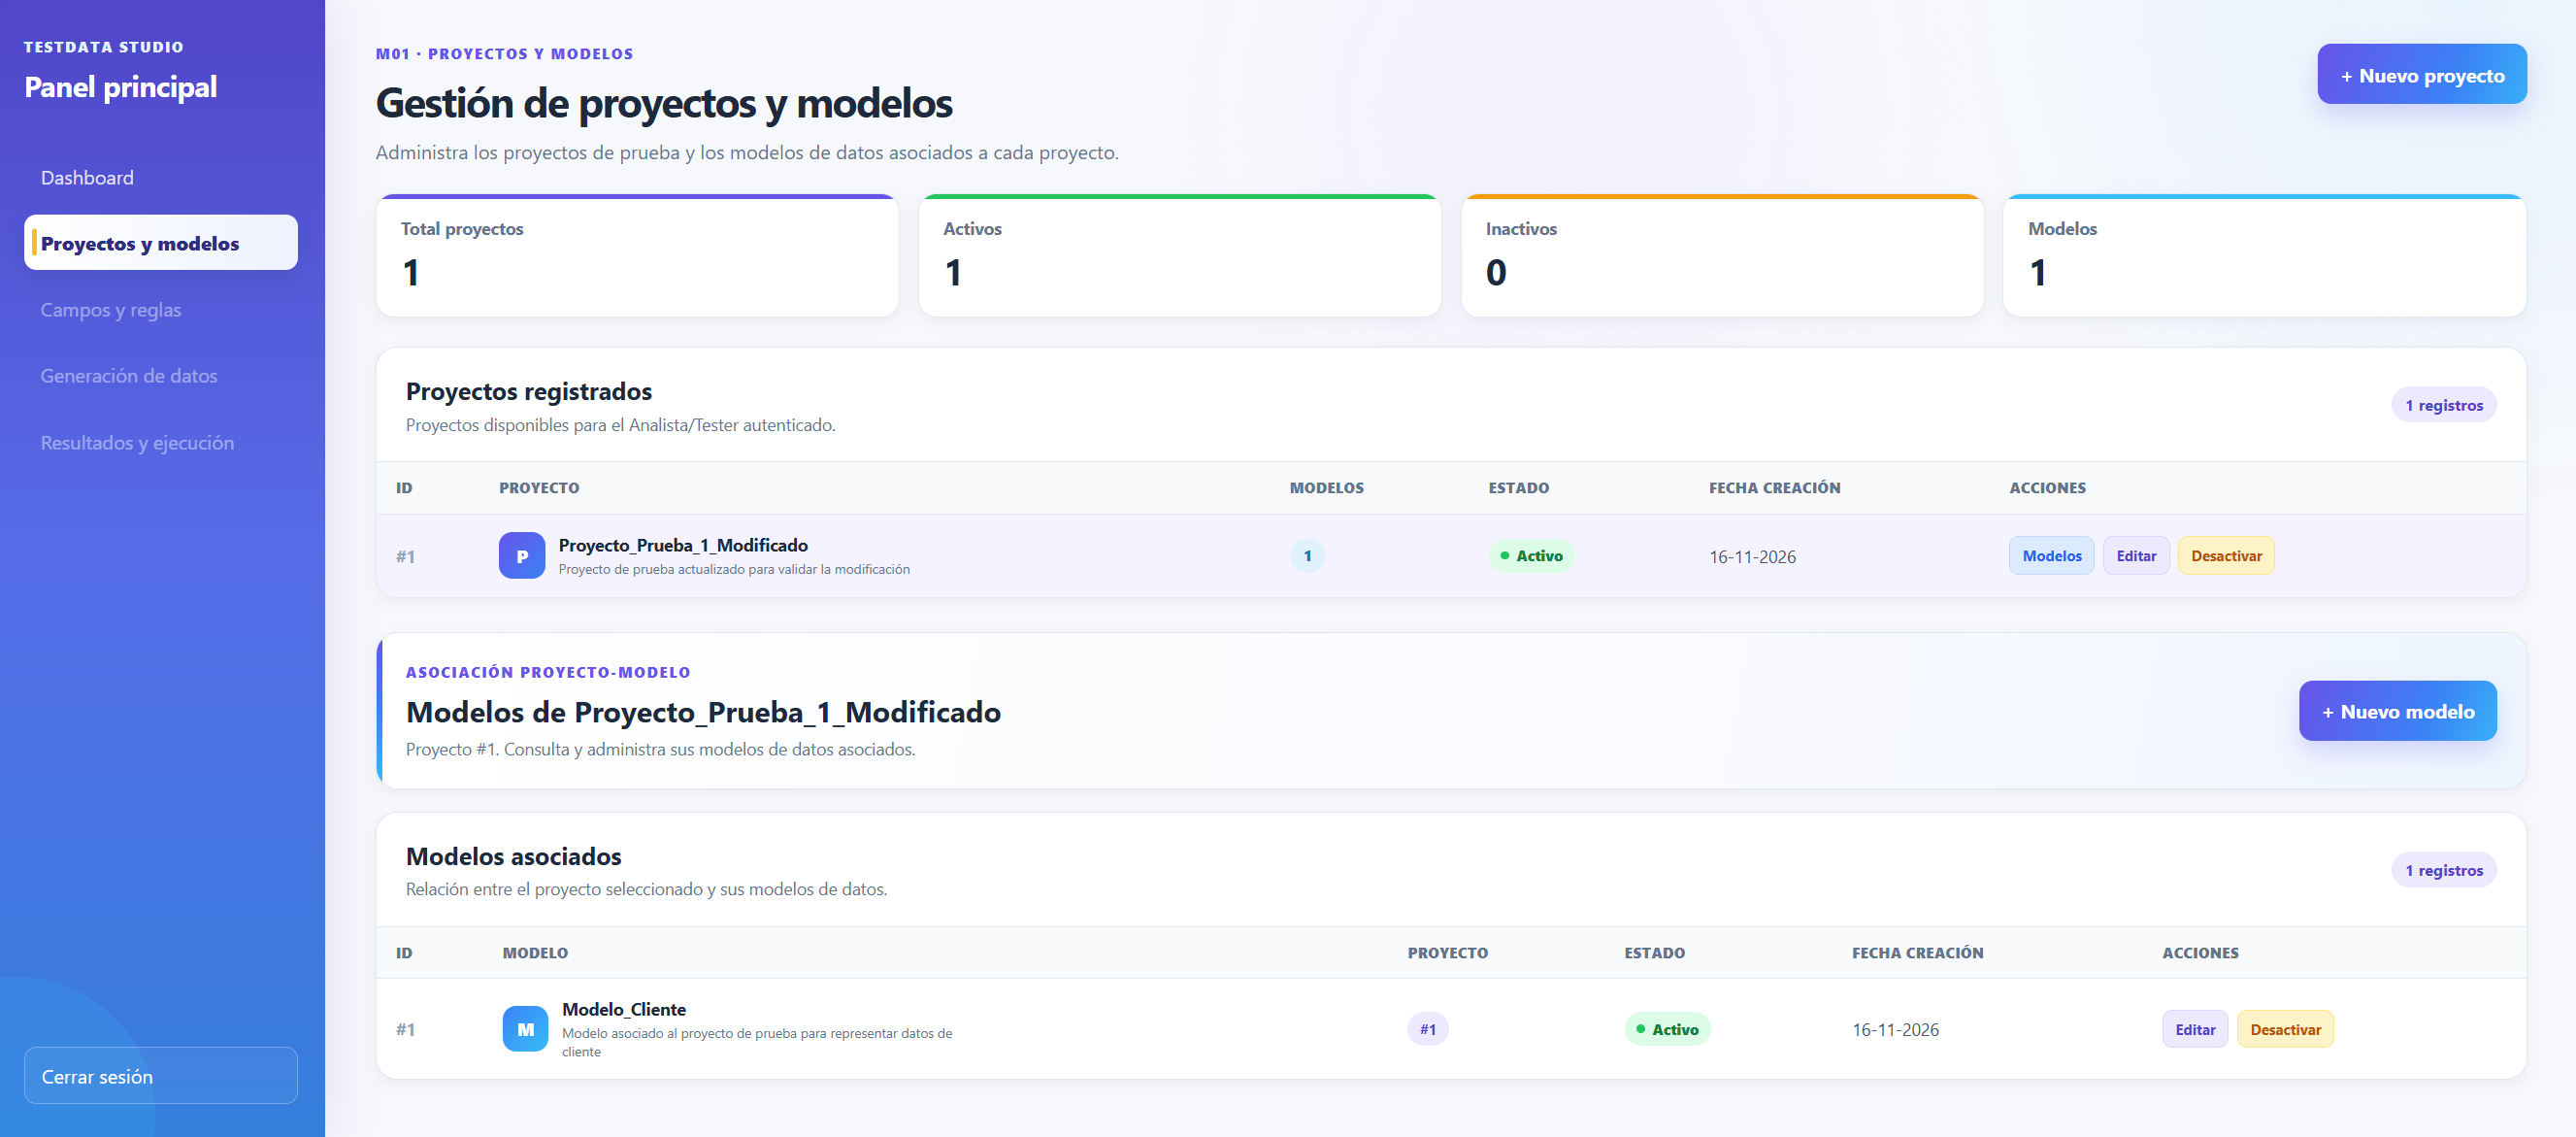 TESTDATA STUDIO
Panel principal
Dashboard
Proyectos y modelos
Campos y reglas
Generación de datos
Resultados y ejecución
Cerrar sesión
M01 · PROYECTOS Y MODELOS
Gestión de proyectos y modelos
Administra los proyectos de prueba y los modelos de datos asociados a cada proyecto.
+ Nuevo proyecto
Total proyectos
1
Activos
1
Inactivos
0
Modelos
1
Proyectos registrados
Proyectos disponibles para el Analista/Tester autenticado.
1 registros
ID PROYECTO MODELOS ESTADO FECHA CREACIÓN ACCIONES
#1 P Proyecto_Prueba_1_Modificado 1 Activo 16-11-2026 Modelos Editar Desactivar
Proyecto de prueba actualizado para validar la modificación
ASOCIACIÓN PROYECTO-MODELO
Modelos de Proyecto_Prueba_1_Modificado
Proyecto #1. Consulta y administra sus modelos de datos asociados.
+ Nuevo modelo
Modelos asociados
Relación entre el proyecto seleccionado y sus modelos de datos.
1 registros
ID MODELO PROYECTO ESTADO FECHA CREACIÓN ACCIONES
#1 M Modelo_Cliente #1 Activo 16-11-2026 Editar Desactivar
Modelo asociado al proyecto de prueba para representar datos de
cliente